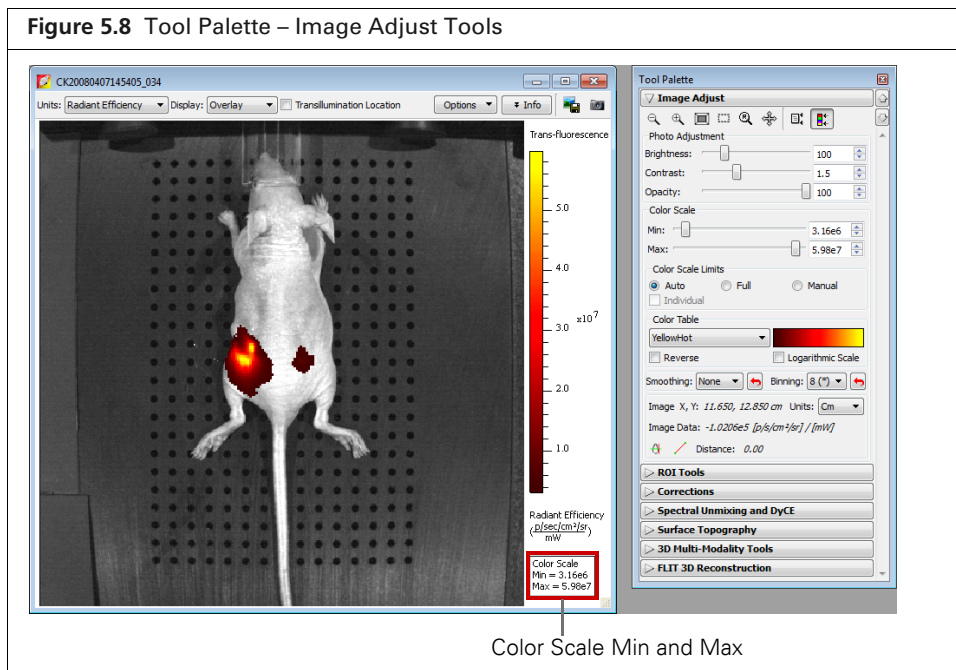 Figure 5.8 Tool Palette – Image Adjust Tools
CK20080407145405_034
Units: Radiant Efficiency Display: Overlay Transillumination Location Options Info
Trans-fluorescence
5.0
4.0
3.0
x10⁷
2.0
1.0
Radiant Efficiency
(p/sec/cm²/sr
mW)
Color Scale
Min = 3.16e6
Max = 5.98e7
Color Scale Min and Max
Tool Palette
Image Adjust
Photo Adjustment
Brightness: 100
Contrast: 1.5
Opacity: 100
Color Scale
Min: 3.16e6
Max: 5.98e7
Color Scale Limits
Auto Full Manual
Individual
Color Table
YellowHot
Reverse Logarithmic Scale
Smoothing: None Binning: 8 (*)
Image X, Y: 11.650, 12.850 cm Units: Cm
Image Data: -1.0206e5 [p/s/cm²/sr] / [mW]
Distance: 0.00
ROI Tools
Corrections
Spectral Unmixing and DyCE
Surface Topography
3D Multi-Modality Tools
FLIT 3D Reconstruction